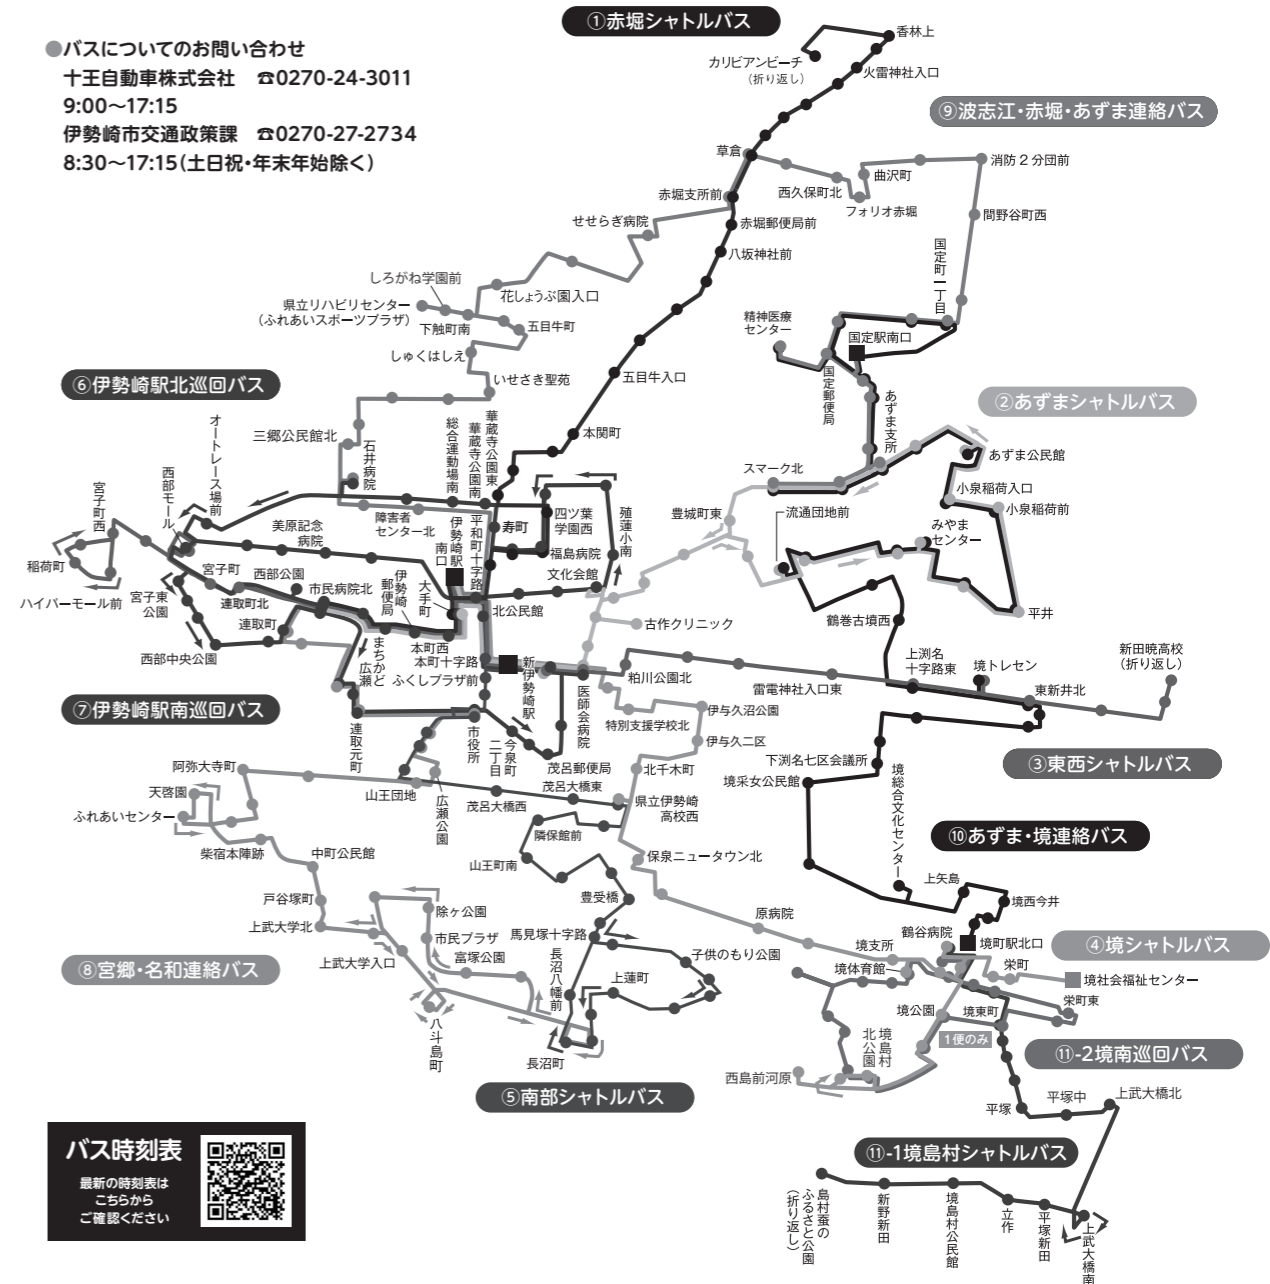 ①赤堀シャトルバス
●バスについてのお問い合わせ
十王自動車株式会社　☎0270-24-3011
9:00～17:15
伊勢崎市交通政策課　☎0270-27-2734
8:30～17:15(土日祝・年末年始除く)
香林上
カリビアンビーチ
(折り返し)
火雷神社入口
⑨波志江・赤堀・あずま連絡バス
草倉
消防2分団前
曲沢町
西久保町北
フォリオ赤堀
赤堀支所前
せせらぎ病院
赤堀郵便局前
間野谷町西
八坂神社前
国定町一丁目
しろがね学園前
花しょうぶ園入口
県立リハビリセンター
(ふれあいスポーツプラザ)
下触町南
五目牛町
精神医療
センター
国定駅南口
しゅくはしえ
いせさき聖苑
五目牛入口
国定郵便局
あずま支所
⑥伊勢崎駅北巡回バス
②あずまシャトルバス
オートレース場前
三郷公民館北
石井病院
総合運動場南
華蔵寺公園南
華蔵寺公園東
本関町
あずま公民館
スマーク北
西部モール
宮子町西
小泉稲荷入口
小泉稲荷前
豊城町東
流通団地前
みやま
センター
美原記念
病院
障害者
センター北
伊勢崎駅
南口
平和町十字路
寿町
四ツ葉
学園西
殖蓮小南
福島病院
文化会館
稲荷町
ハイパーモール前
宮子町
西部公園
市民病院北
伊勢崎
郵便局
大手町
宮子東
公園
連取町北
連取町
北公民館
古作クリニック
鶴巻古墳西
平井
西部中央公園
まちかど
広瀬
本町西
本町十字路
ふくしプラザ前
新伊勢崎駅
医師会病院
粕川公園北
雷電神社入口東
上渕名
十字路東
境トレセン
新田暁高校
(折り返し)
東新井北
⑦伊勢崎駅南巡回バス
特別支援学校北
伊与久沼公園
連取元町
市役所
今泉町
二丁目
伊与久二区
③東西シャトルバス
阿弥大寺町
茂呂郵便局
北千木町
下渕名七区会議所
境采女公民館
境総合文化センター
天啓園
山王団地
広瀬公園
茂呂大橋西
茂呂大橋東
県立伊勢崎
高校西
ふれあいセンター
柴宿本陣跡
中町公民館
隣保館前
⑩あずま・境連絡バス
山王町南
保泉ニュータウン北
上矢島
戸谷塚町
豊受橋
境西今井
除ヶ公園
原病院
上武大学北
馬見塚十字路
鶴谷病院
境町駅北口
④境シャトルバス
市民プラザ
富塚公園
上武大学入口
子供のもり公園
境支所
境体育館
栄町
境社会福祉センター
⑧宮郷・名和連絡バス
長沼八幡前
上蓮町
境公園
境東町
栄町東
八斗島町
1便のみ
境島村
北公園
⑪-2境南巡回バス
長沼町
西島前河原
⑤南部シャトルバス
平塚
平塚中
上武大橋北
バス時刻表
最新の時刻表は
こちらから
ご確認ください
⑪-1境島村シャトルバス
島村蚕の
ふるさと公園
(折り返し)
新野新田
境島村公民館
立作
平塚新田
上武大橋南